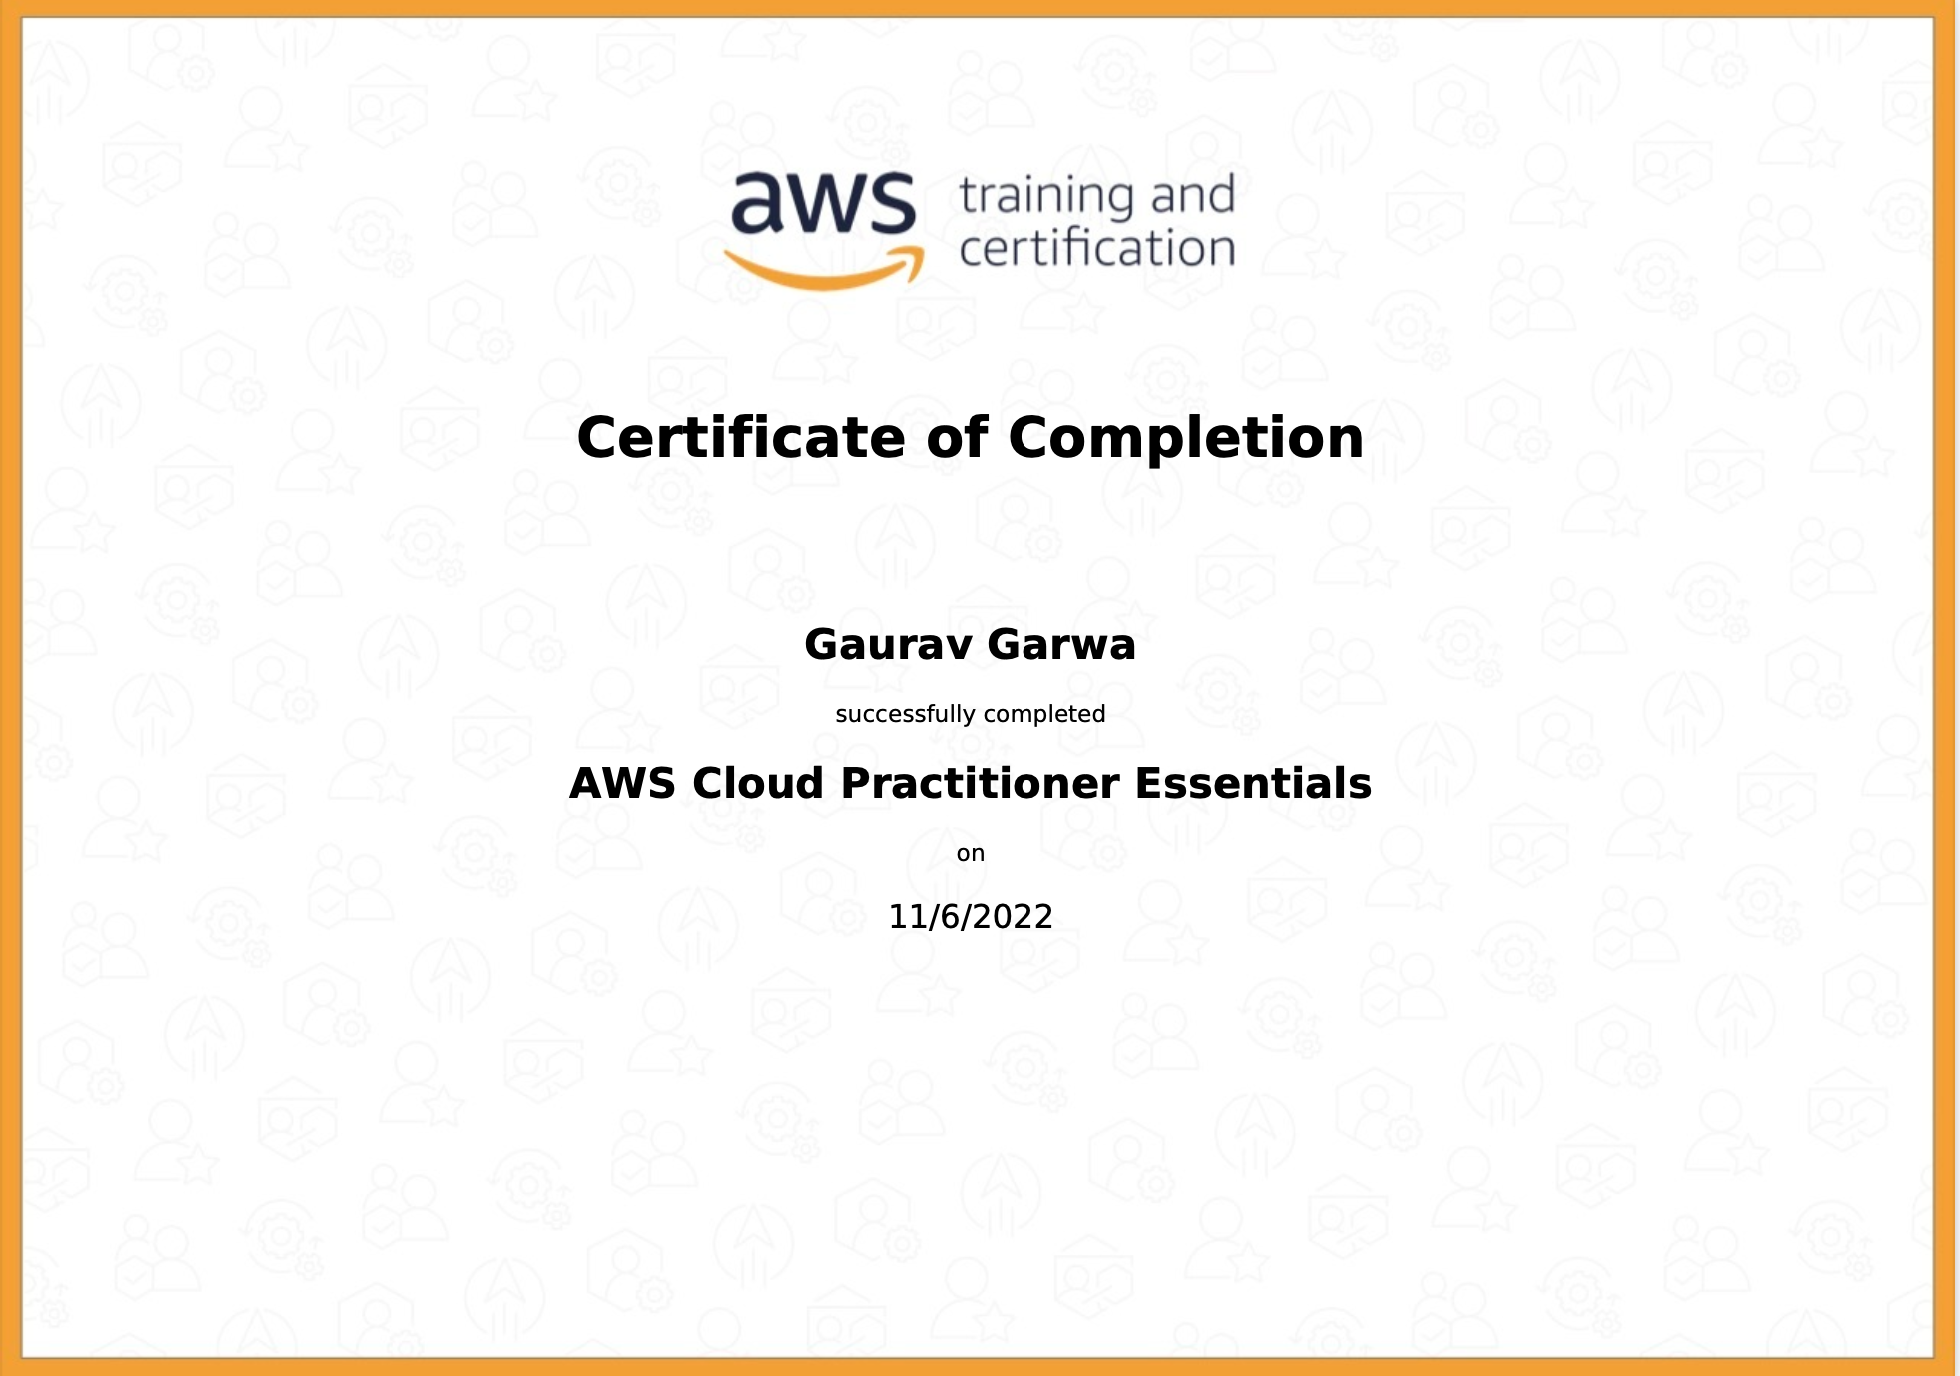 aws training and
certification
Certificate of Completion
Gaurav Garwa
successfully completed
AWS Cloud Practitioner Essentials
on
11/6/2022